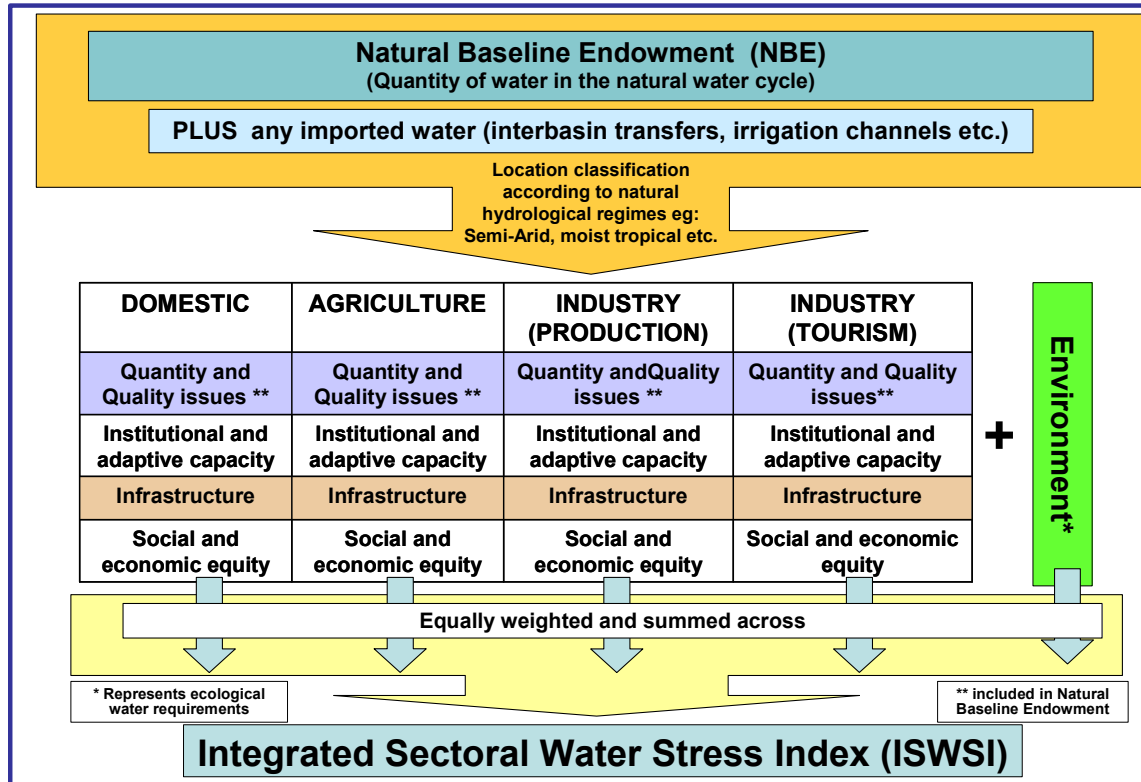 Natural Baseline Endowment (NBE)
(Quantity of water in the natural water cycle)
PLUS any imported water (interbasin transfers, irrigation channels etc.)
Location classification
according to natural
hydrological regimes eg:
Semi-Arid, moist tropical etc.
DOMESTIC
AGRICULTURE
INDUSTRY
(PRODUCTION)
INDUSTRY
(TOURISM)
Quantity and
Quality issues **
Quantity and
Quality issues **
Quantity andQuality
issues **
Quantity and Quality
issues**
Institutional and
adaptive capacity
Institutional and
adaptive capacity
Institutional and
adaptive capacity
Institutional and
adaptive capacity
Infrastructure
Infrastructure
Infrastructure
Infrastructure
Social and
economic equity
Social and
economic equity
Social and
economic equity
Social and economic
equity
+
Environment*
Equally weighted and summed across
* Represents ecological
water requirements
** included in Natural
Baseline Endowment
Integrated Sectoral Water Stress Index (ISWSI)